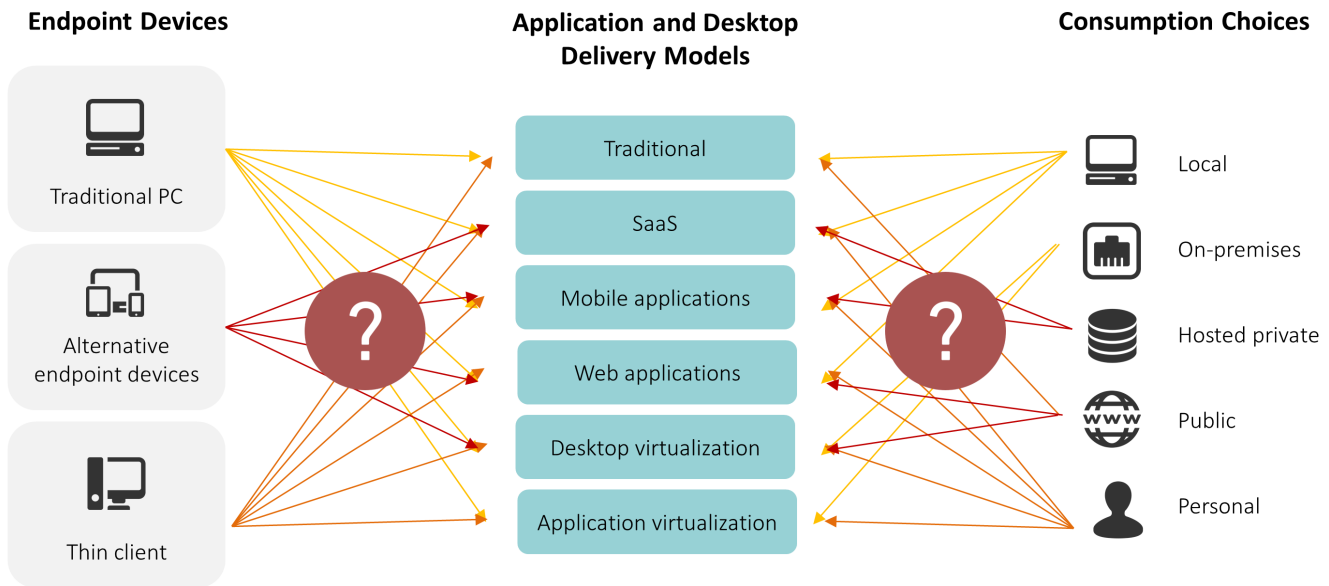 Endpoint Devices
Application and Desktop
Delivery Models
Consumption Choices
Traditional PC
Alternative
endpoint devices
Thin client
?
Traditional
SaaS
Mobile applications
Web applications
Desktop virtualization
Application virtualization
?
Local
On-premises
Hosted private
WWW
Public
Personal